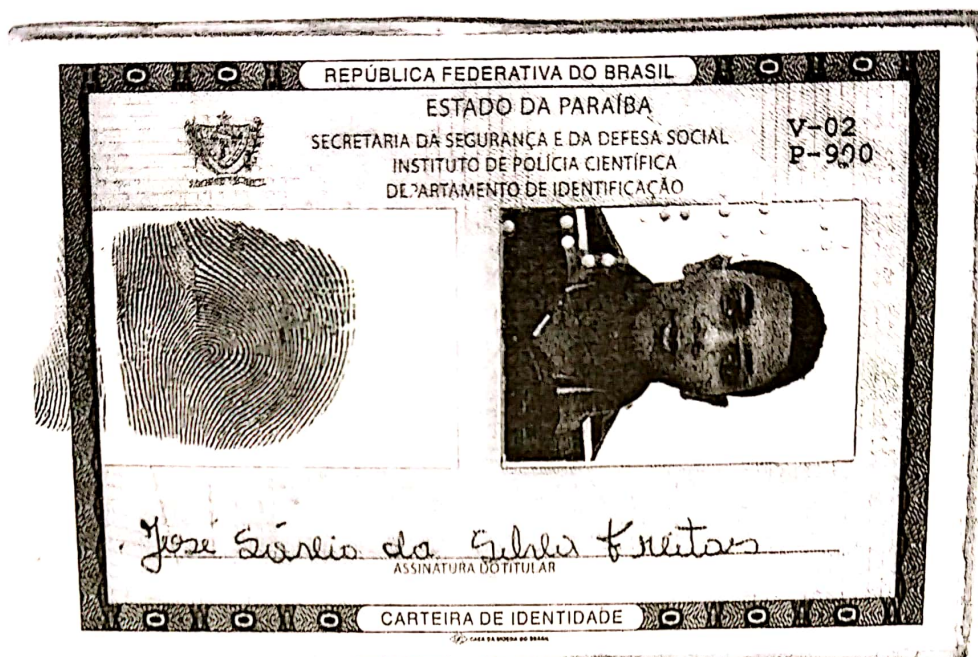 REPÚBLICA FEDERATIVA DO BRASIL
ESTADO DA PARAÍBA
SECRETARIA DA SEGURANÇA E DA DEFESA SOCIAL
INSTITUTO DE POLÍCIA CIENTÍFICA
DEPARTAMENTO DE IDENTIFICAÇÃO
V-02
P-900
José Sávio da Silva Freitas
ASSINATURA DO TITULAR
CARTEIRA DE IDENTIDADE
CASA DA MOEDA DO BRASIL